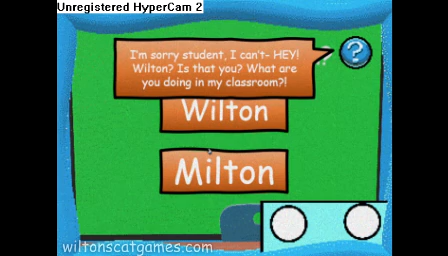 Unregistered HyperCam 2
I'm sorry student, I can't- HEY!
Wilton? Is that you? What are
you doing in my classroom?!
?
Wilton
Milton
wiltonscatgames.com